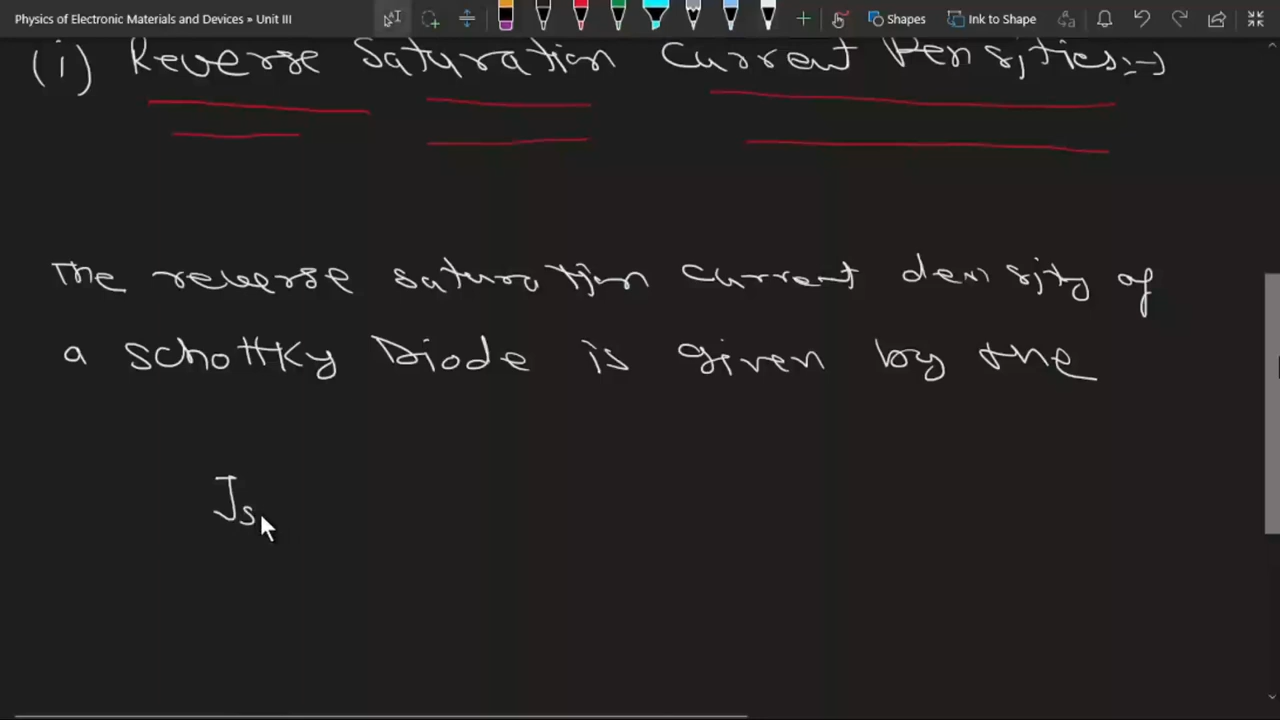 Physics of Electronic Materials and Devices » Unit III
Shapes
Ink to Shape
(i) Reverse Saturation Current Densities:->
The reverse saturation current density of
a Schottky Diode is given by the
Js